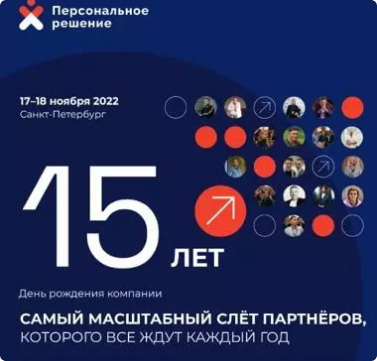 Персональное
решение
17–18 ноября 2022
Санкт-Петербург
15 ЛЕТ
День рождения компании
САМЫЙ МАСШТАБНЫЙ СЛЁТ ПАРТНЁРОВ,
КОТОРОГО ВСЕ ЖДУТ КАЖДЫЙ ГОД